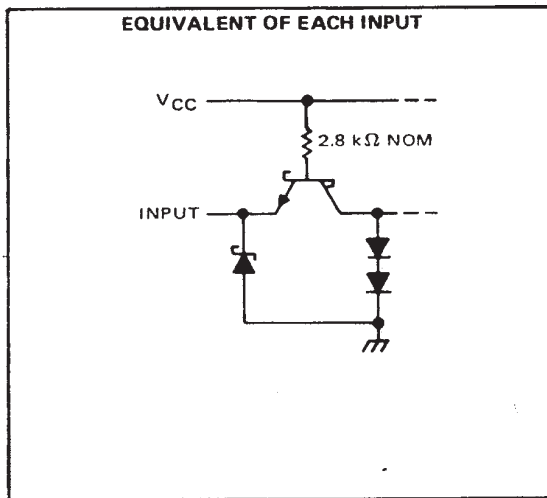 EQUIVALENT OF EACH INPUT
VCC
2.8 kΩ NOM
INPUT